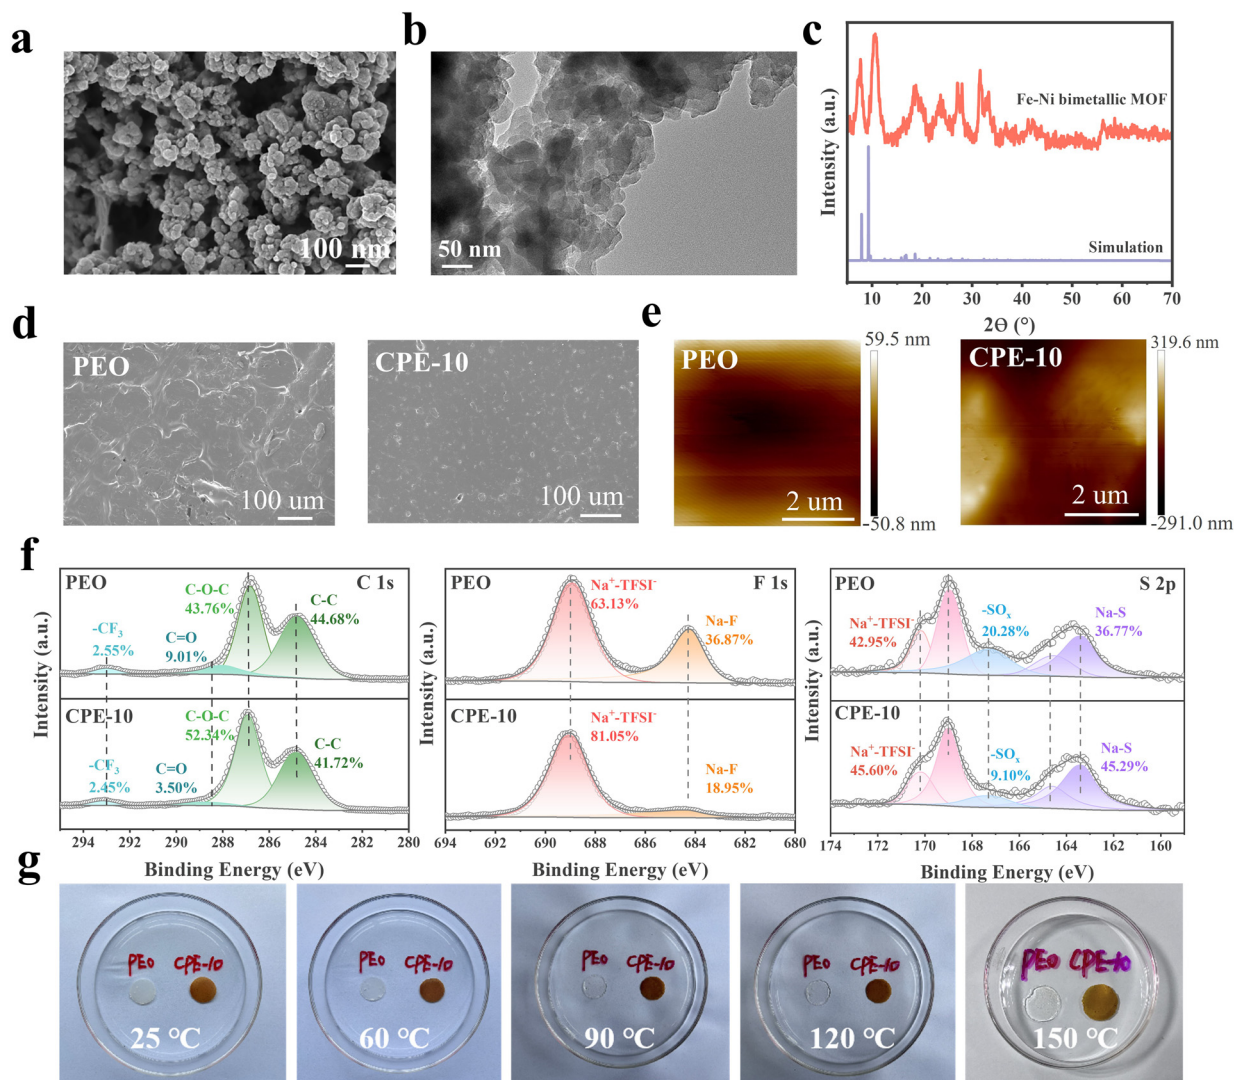 a
100 nm
b
50 nm
c
Intensity (a.u.)
Fe-Ni bimetallic MOF
Simulation
10 20 30 40 50 60 70
2Θ (°)
d
PEO
100 um
CPE-10
100 um
e
PEO
2 um
59.5 nm
-50.8 nm
CPE-10
2 um
319.6 nm
-291.0 nm
f
Intensity (a.u.)
PEO
C 1s
-CF3
2.55%
C=O
9.01%
C-O-C
43.76%
C-C
44.68%
CPE-10
-CF3
2.45%
C=O
3.50%
C-O-C
52.34%
C-C
41.72%
294 292 290 288 286 284 282 280
Binding Energy (eV)
Intensity (a.u.)
PEO
F 1s
Na+-TFSI-
63.13%
Na-F
36.87%
CPE-10
Na+-TFSI-
81.05%
Na-F
18.95%
694 692 690 688 686 684 682 680
Binding Energy (eV)
Intensity (a.u.)
PEO
S 2p
Na+-TFSI-
42.95%
-SOx
20.28%
Na-S
36.77%
CPE-10
Na+-TFSI-
45.60%
-SOx
9.10%
Na-S
45.29%
174 172 170 168 166 164 162 160
Binding Energy (eV)
g
PEO CPE-10
25 ℃
PEO CPE-10
60 ℃
PEO CPE-10
90 ℃
PEO CPE-10
120 ℃
PEO CPE-10
150 ℃